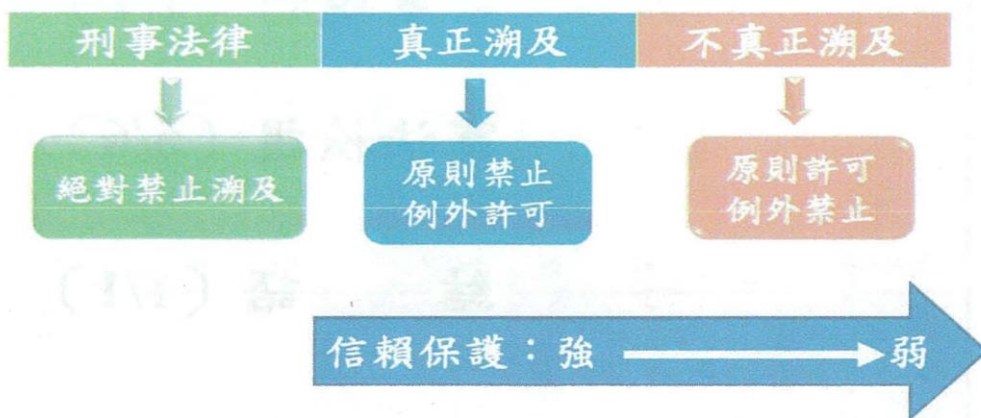 刑事法律 真正溯及 不真正溯及
絕對禁止溯及
原則禁止
例外許可
原則許可
例外禁止
信賴保護：強 弱